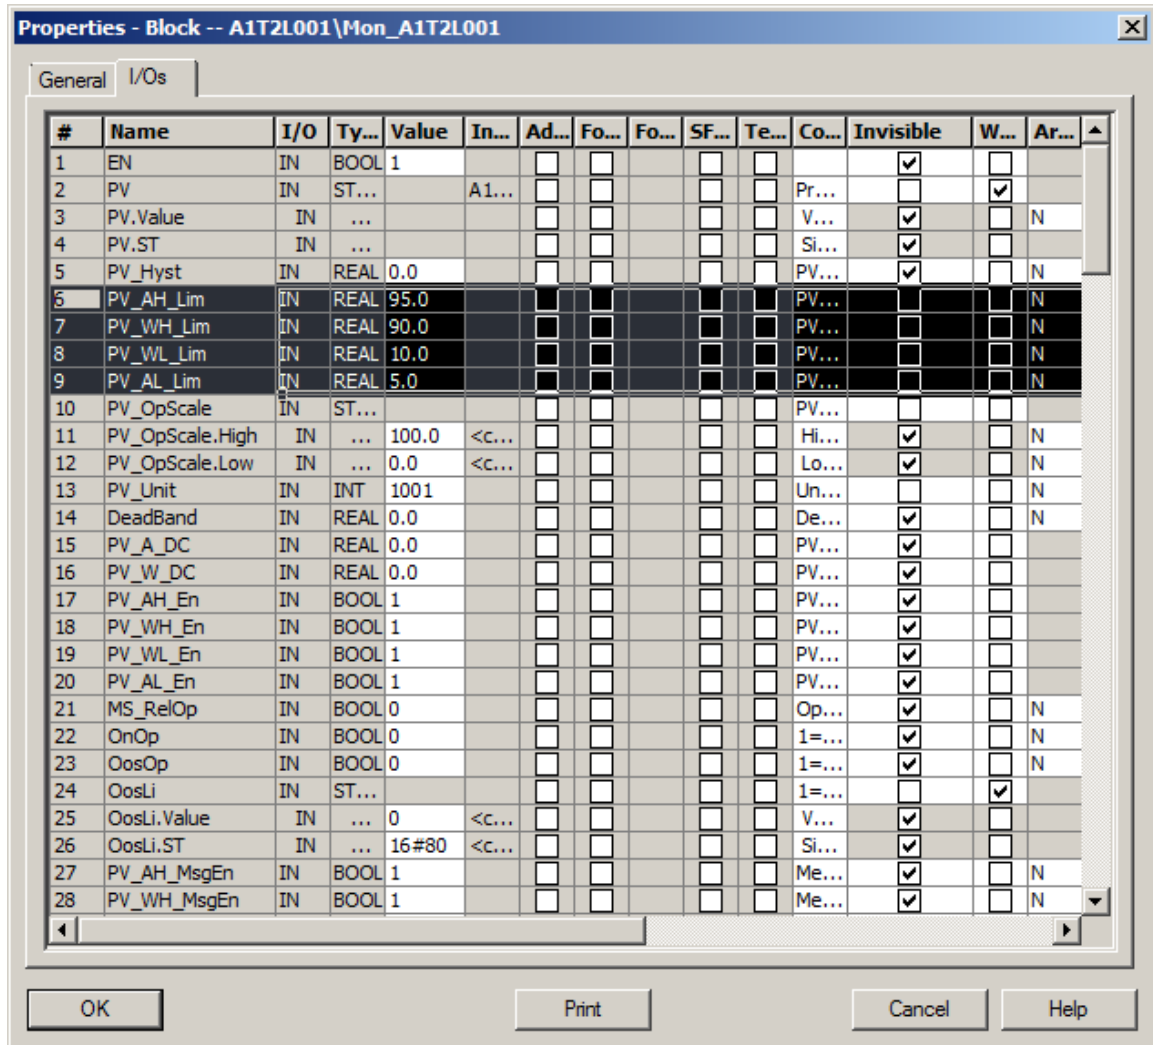 Properties - Block -- A1T2L001\Mon_A1T2L001
General I/Os
# Name I/O Ty... Value In... Ad... Fo... Fo... SF... Te... Co... Invisible W... Ar...
1 EN IN BOOL 1
2 PV IN ST... A1... Pr...
3 PV.Value IN ... V... N
4 PV.ST IN ... Si...
5 PV_Hyst IN REAL 0.0 PV... N
6 PV_AH_Lim IN REAL 95.0 PV... N
7 PV_WH_Lim IN REAL 90.0 PV... N
8 PV_WL_Lim IN REAL 10.0 PV... N
9 PV_AL_Lim IN REAL 5.0 PV... N
10 PV_OpScale IN ST... PV...
11 PV_OpScale.High IN ... 100.0 <c... Hi... N
12 PV_OpScale.Low IN ... 0.0 <c... Lo... N
13 PV_Unit IN INT 1001 Un... N
14 DeadBand IN REAL 0.0 De... N
15 PV_A_DC IN REAL 0.0 PV...
16 PV_W_DC IN REAL 0.0 PV...
17 PV_AH_En IN BOOL 1 PV...
18 PV_WH_En IN BOOL 1 PV...
19 PV_WL_En IN BOOL 1 PV...
20 PV_AL_En IN BOOL 1 PV...
21 MS_RelOp IN BOOL 0 Op... N
22 OnOp IN BOOL 0 1=... N
23 OosOp IN BOOL 0 1=... N
24 OosLi IN ST... 1=...
25 OosLi.Value IN ... 0 <c... V...
26 OosLi.ST IN ... 16#80 <c... Si...
27 PV_AH_MsgEn IN BOOL 1 Me... N
28 PV_WH_MsgEn IN BOOL 1 Me... N
OK Print Cancel Help